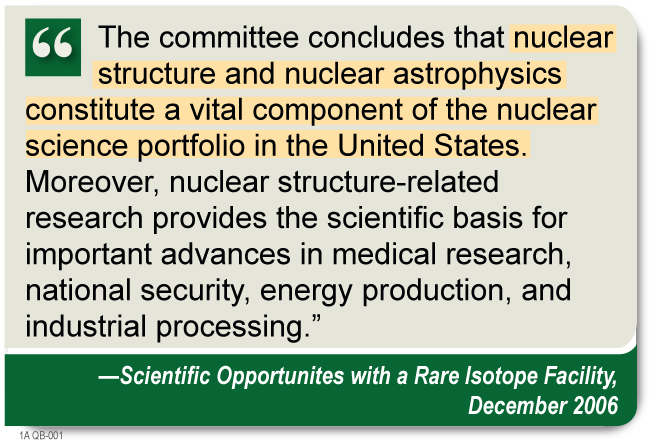 “ The committee concludes that nuclear
structure and nuclear astrophysics
constitute a vital component of the nuclear
science portfolio in the United States.
Moreover, nuclear structure-related
research provides the scientific basis for
important advances in medical research,
national security, energy production, and
industrial processing.”
—Scientific Opportunites with a Rare Isotope Facility,
December 2006
1A QB-001